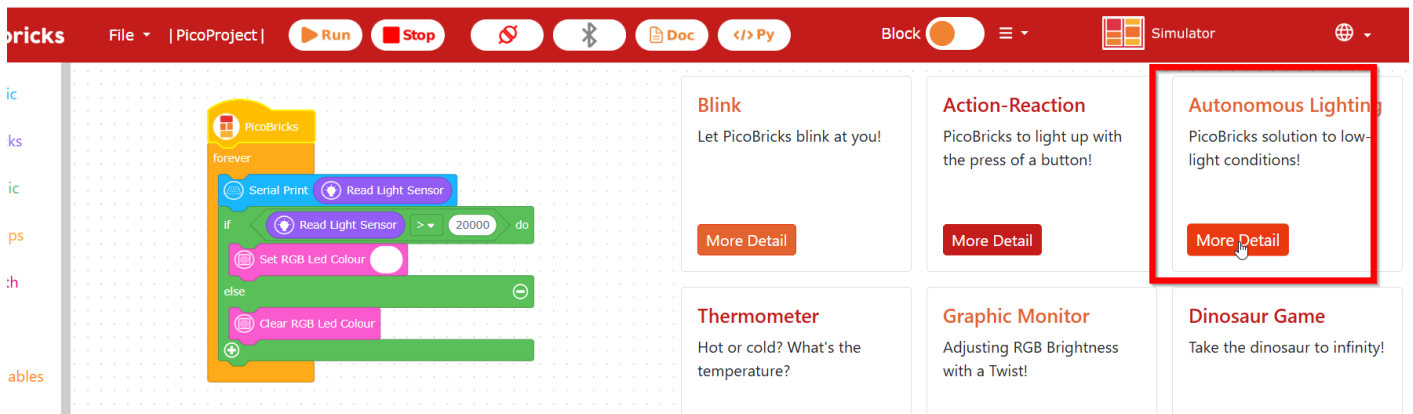 ricks File |PicoProject| Run Stop Doc </> Py Block Simulator
ic
ks
ic
ps
th
ables
PicoBricks
forever
Serial Print Read Light Sensor
if Read Light Sensor > 20000 do
Set RGB Led Colour
else
Clear RGB Led Colour
Blink
Let PicoBricks blink at you!
More Detail
Action-Reaction
PicoBricks to light up with
the press of a button!
More Detail
Autonomous Lighting
PicoBricks solution to low-
light conditions!
More Detail
Thermometer
Hot or cold? What's the
temperature?
Graphic Monitor
Adjusting RGB Brightness
with a Twist!
Dinosaur Game
Take the dinosaur to infinity!